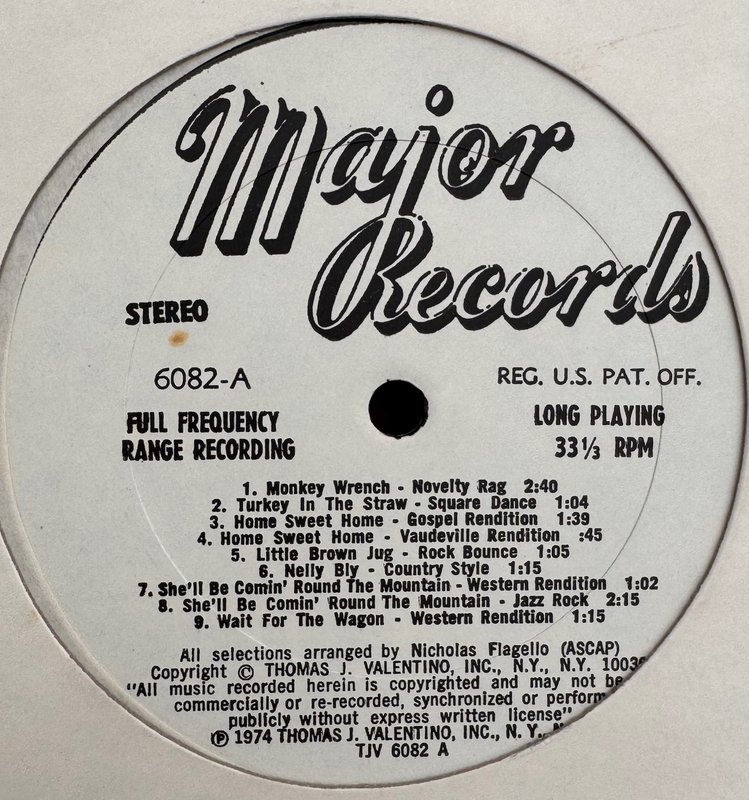 Major
Records
STEREO
6082-A
REG. U.S. PAT. OFF.
FULL FREQUENCY
RANGE RECORDING
LONG PLAYING
33 1/3 RPM
1. Monkey Wrench - Novelty Rag 2:40
2. Turkey In The Straw - Square Dance 1:04
3. Home Sweet Home - Gospel Rendition 1:39
4. Home Sweet Home - Vaudeville Rendition :45
5. Little Brown Jug - Rock Bounce 1:05
6. Nelly Bly - Country Style 1:15
7. She'll Be Comin' Round The Mountain - Western Rendition 1:02
8. She'll Be Comin' Round The Mountain - Jazz Rock 2:15
9. Wait For The Wagon - Western Rendition 1:15
All selections arranged by Nicholas Flagello (ASCAP)
Copyright © THOMAS J. VALENTINO, INC., N.Y., N.Y.
"All music recorded herein is copyrighted and may not be
commercially or re-recorded, synchronized or
publicly without express written license"
℗ 1974 THOMAS J. VALENTINO, INC., N.Y.,
TJV 6082 A